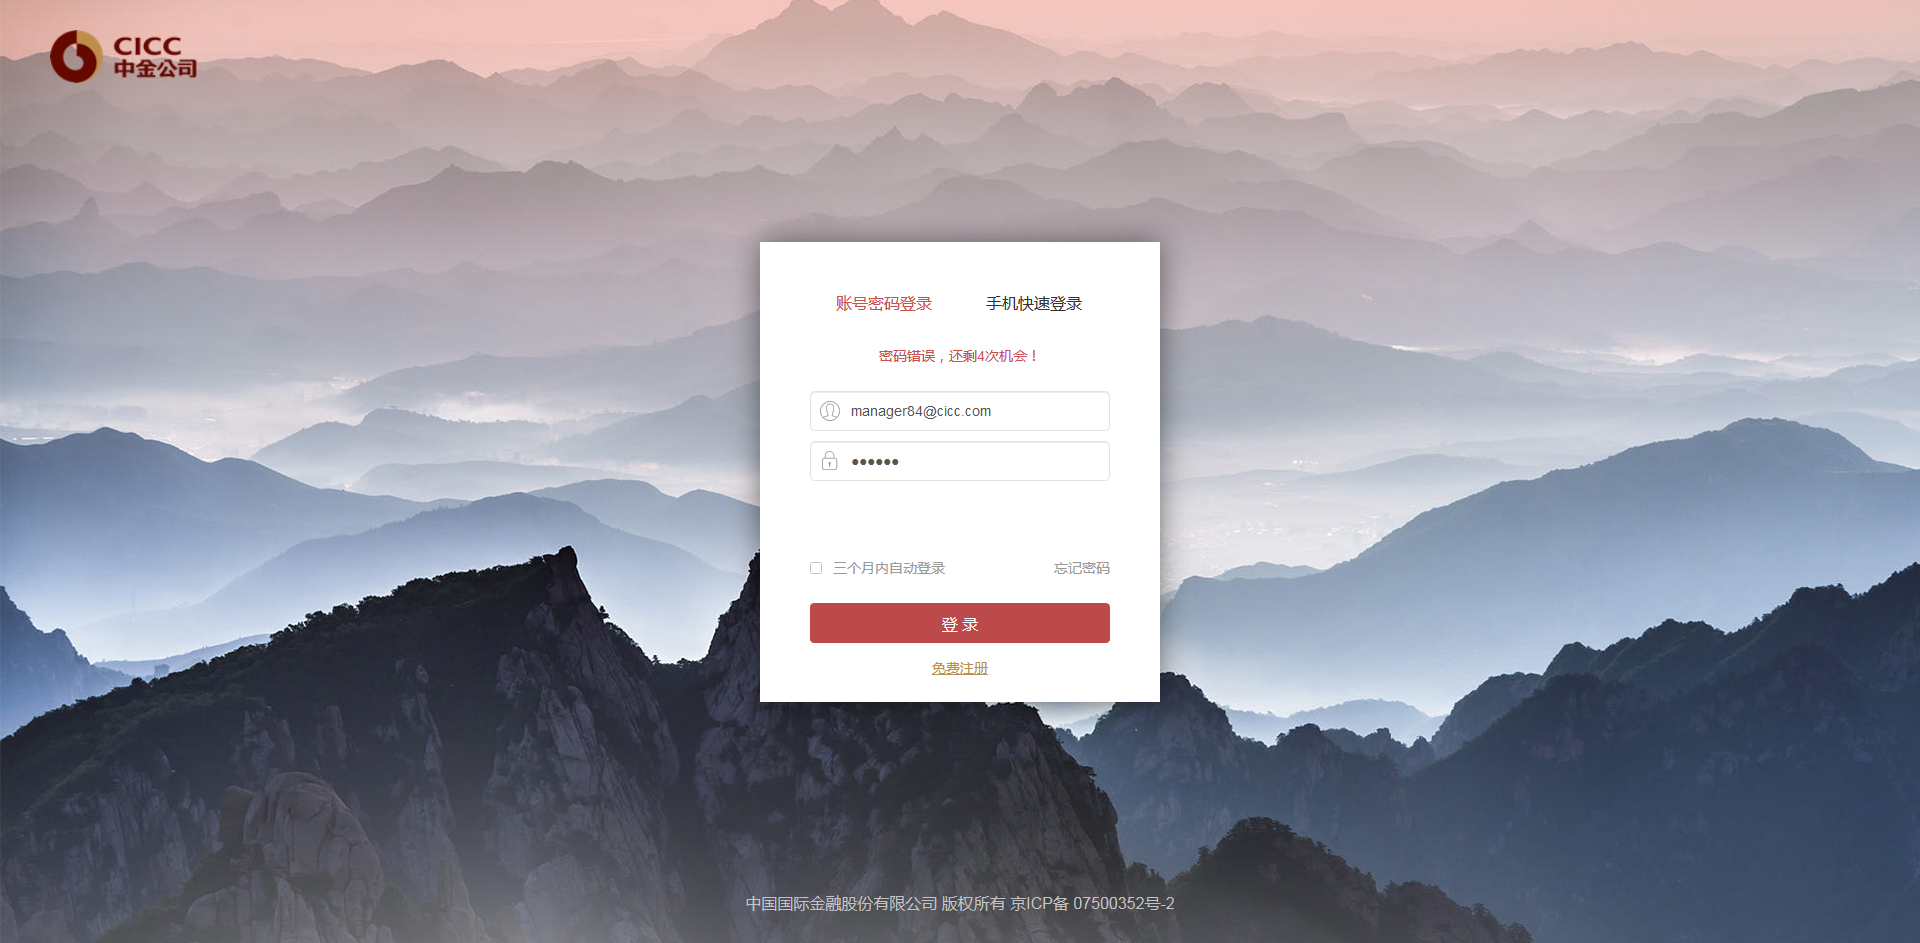 CICC
中金公司
账号密码登录 手机快速登录
密码错误，还剩4次机会！
manager84@cicc.com
••••••
三个月内自动登录 忘记密码
登 录
免费注册
中国国际金融股份有限公司 版权所有 京ICP备 07500352号-2